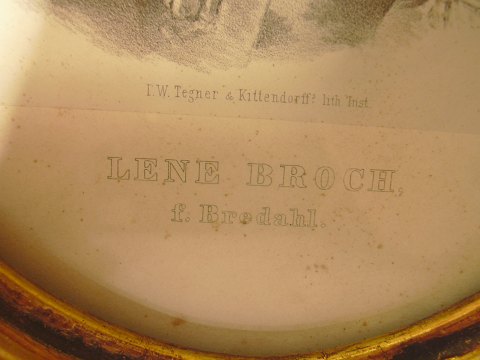 I.W. Tegner & Kittendorff's lith Inst.
LENE BROCH,
f. Bredahl.